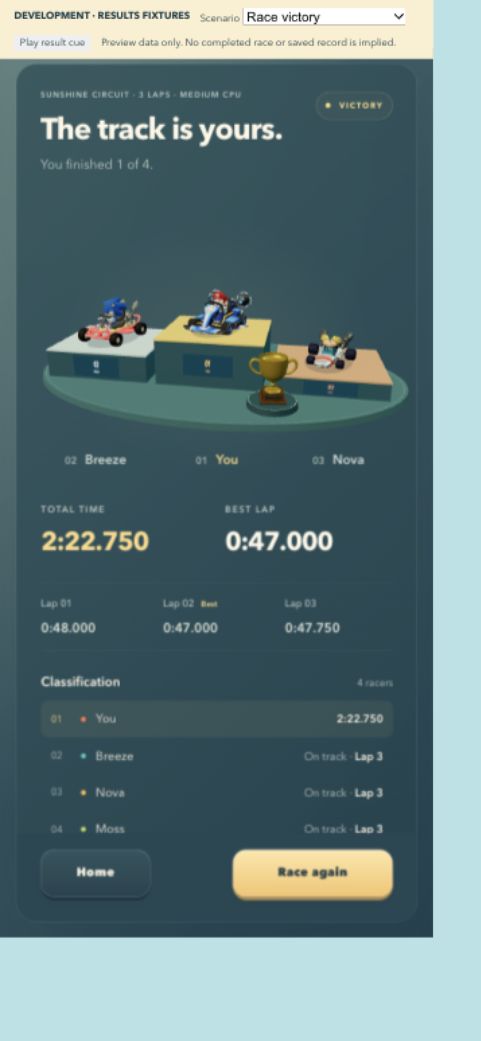 DEVELOPMENT · RESULTS FIXTURES Scenario Race victory
Play result cue Preview data only. No completed race or saved record is implied.
SUNSHINE CIRCUIT · 3 LAPS · MEDIUM CPU
VICTORY
The track is yours.
You finished 1 of 4.
02 Breeze 01 You 03 Nova
TOTAL TIME BEST LAP
2:22.750 0:47.000
Lap 01 Lap 02 Best Lap 03
0:48.000 0:47.000 0:47.750
Classification 4 racers
01 You 2:22.750
02 Breeze On track · Lap 3
03 Nova On track · Lap 3
04 Moss On track · Lap 3
Home Race again